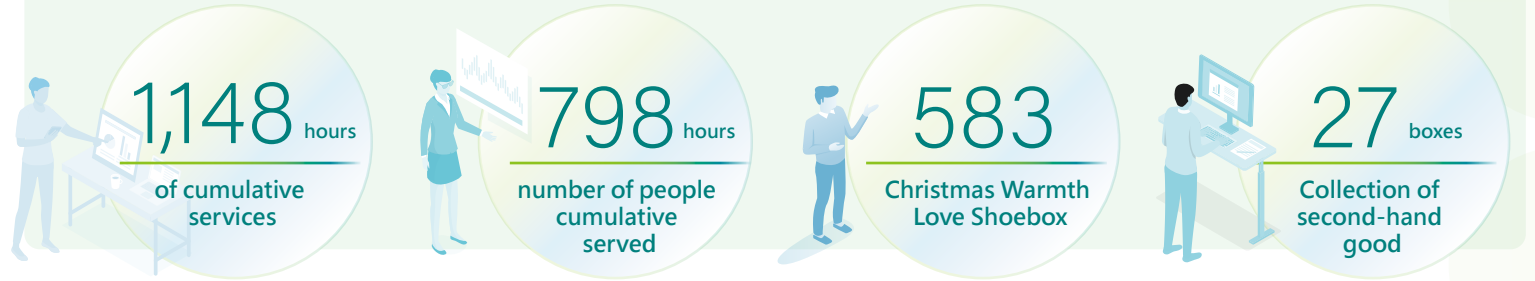 1,148 hours
of cumulative
services
798 hours
number of people
cumulative
served
583
Christmas Warmth
Love Shoebox
27 boxes
Collection of
second-hand
good